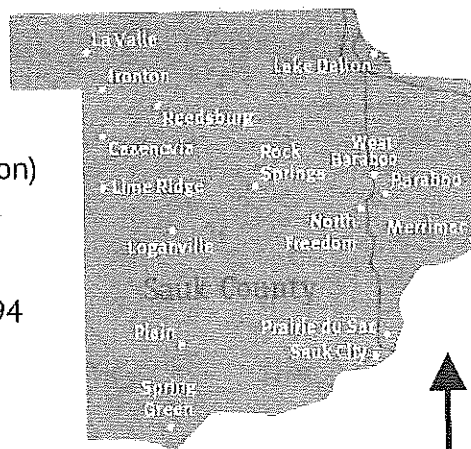 La Valle
Lake Delton
Ironton
Reedsburg
Cazenovia
on)
Rock
Springs
West
Baraboo
Lime Ridge
Baraboo
North
Freedom
Merrimac
Loganville
Sauk County
94
Prairie du Sac
Plain
Sauk City
Spring
Green